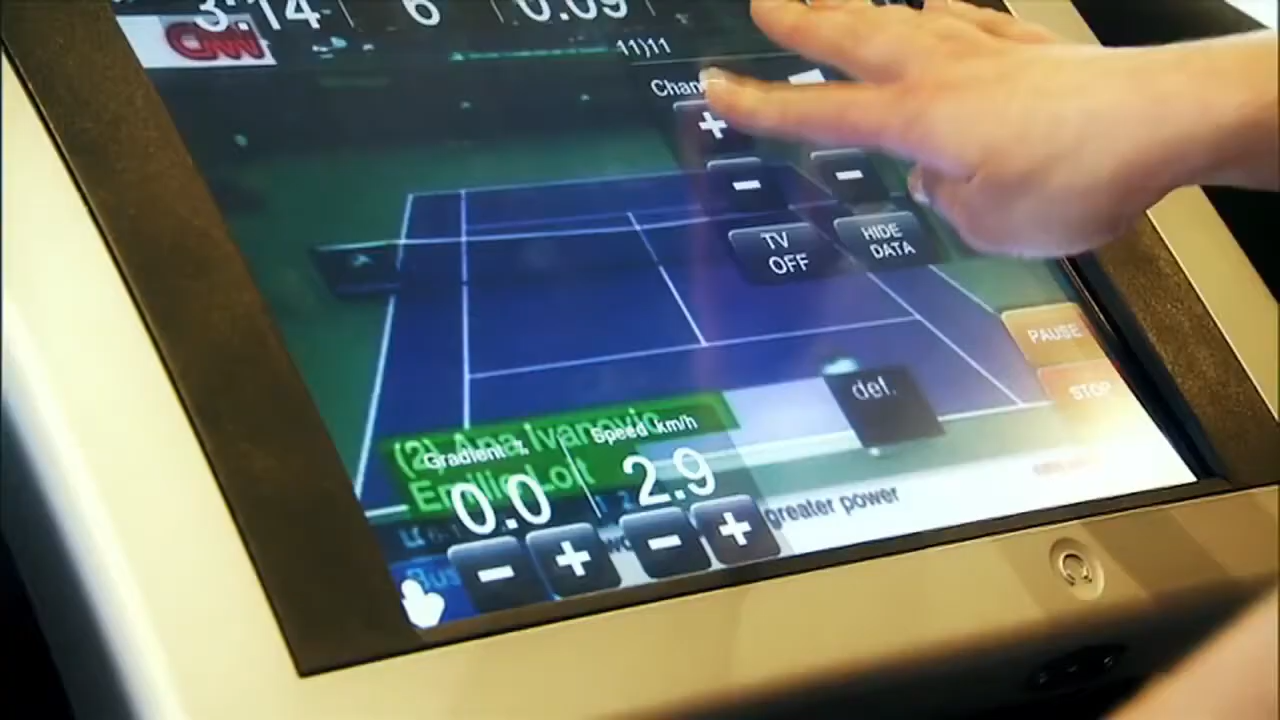 3:14 6 0.09
CNN
11)11
+
- -
TV OFF
HIDE DATA
PAUSE
STOP
def.
(2) Ana Ivanovic
Gradient % Speed km/h
0.0 2.9
- + - +
greater power